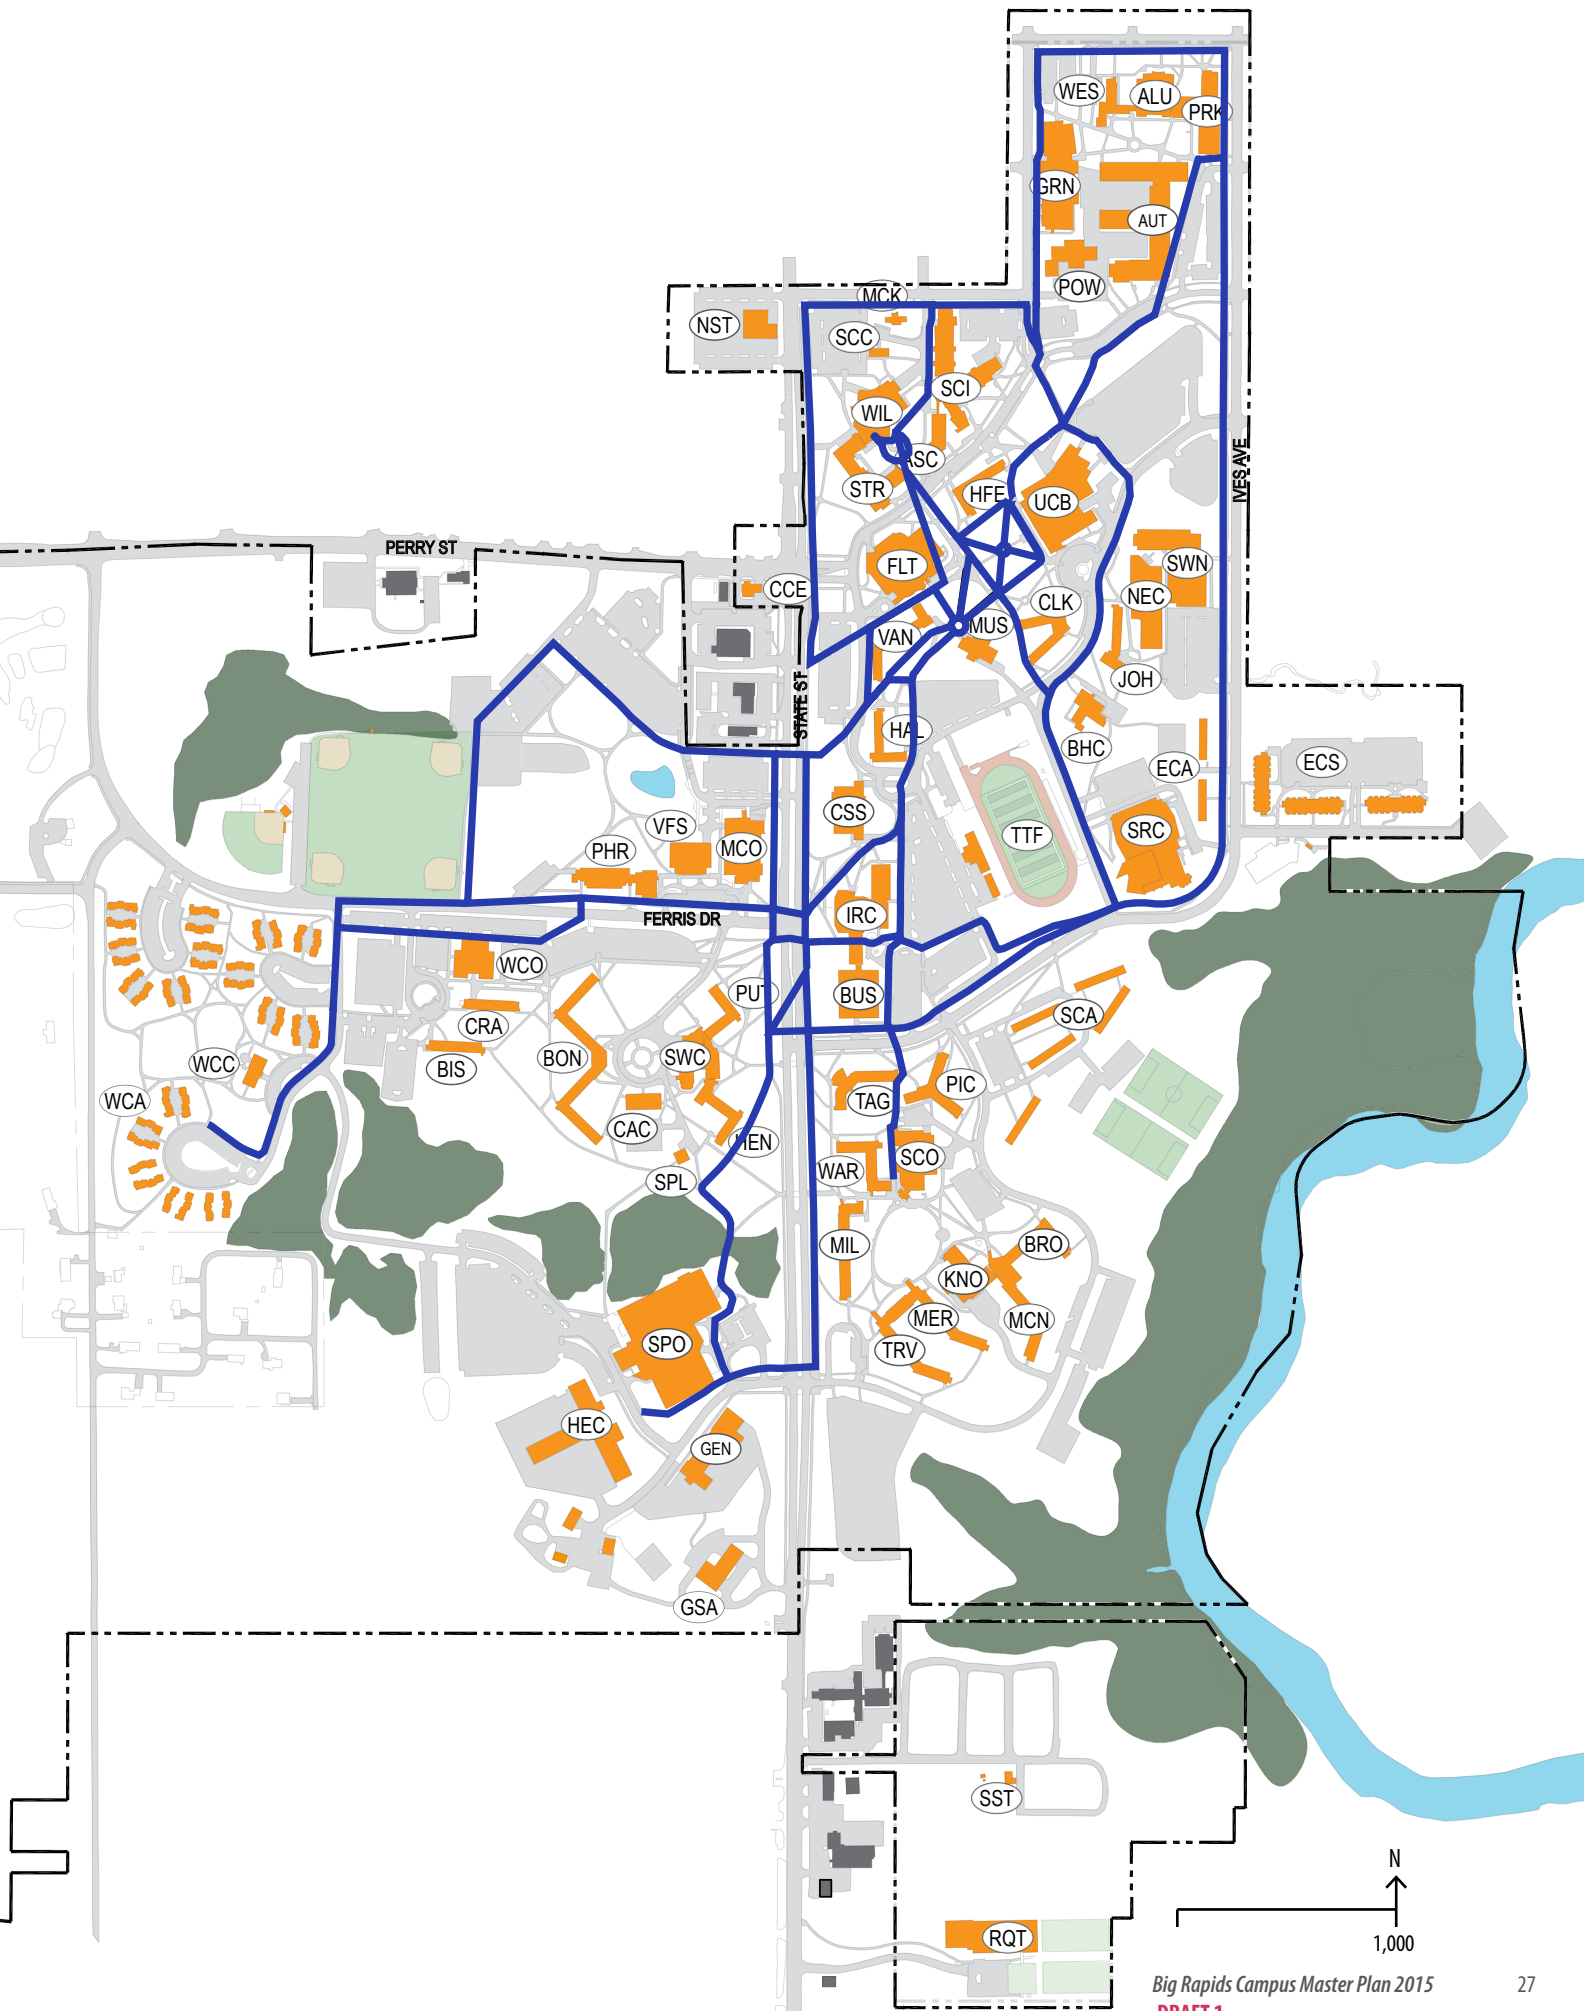 WES
ALU
PRK
GRN
AUT
POW
MCK
NST
SCC
SCI
WIL
ASC
STR
HFE
UCB
IVES AVE
PERRY ST
FLT
SWN
CCE
NEC
CLK
VAN
MUS
JOH
STATE ST
HAL
BHC
ECA
ECS
CSS
VFS
MCO
PHR
TTF
SRC
IRC
FERRIS DR
WCO
PUT
BUS
CRA
SCA
BON
SWC
WCC
BIS
PIC
WCA
TAG
CAC
HEN
WAR
SCO
SPL
MIL
BRO
KNO
MER
MCN
SPO
TRV
HEC
GEN
GSA
SST
N
RQT
1,000
Big Rapids Campus Master Plan 2015 27
DRAFT 1